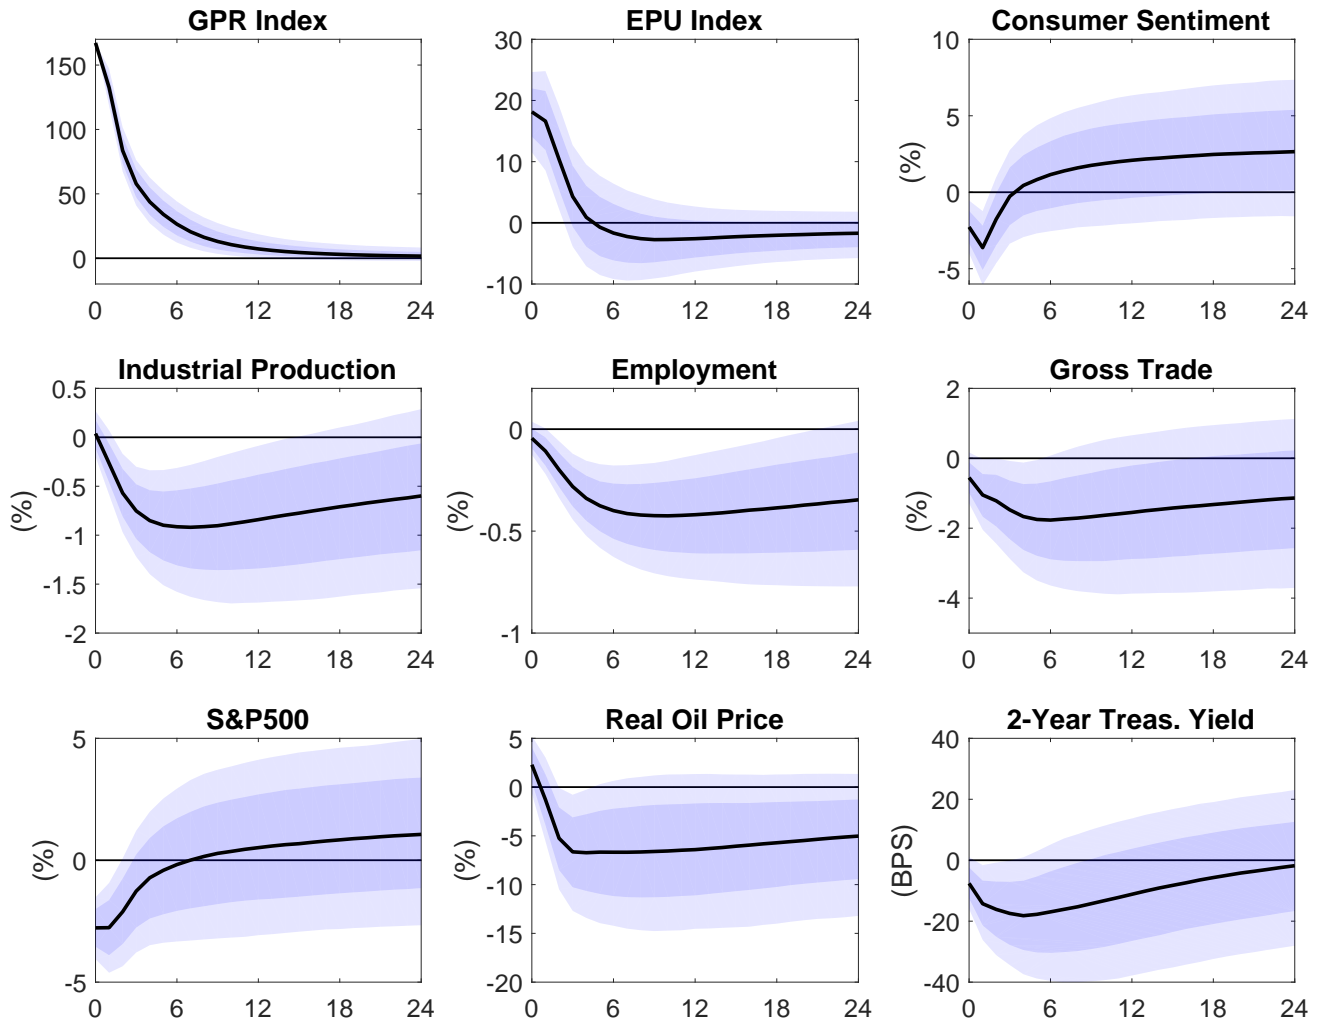 GPR Index
150
100
50
0
0 6 12 18 24
EPU Index
30
20
10
0
-10
0 6 12 18 24
Consumer Sentiment
(%)
10
5
0
-5
0 6 12 18 24
Industrial Production
(%)
0.5
0
-0.5
-1
-1.5
-2
0 6 12 18 24
Employment
(%)
0
-0.5
-1
0 6 12 18 24
Gross Trade
(%)
2
0
-2
-4
0 6 12 18 24
S&P500
(%)
5
0
-5
0 6 12 18 24
Real Oil Price
(%)
5
0
-5
-10
-15
-20
0 6 12 18 24
2-Year Treas. Yield
(BPS)
40
20
0
-20
-40
0 6 12 18 24